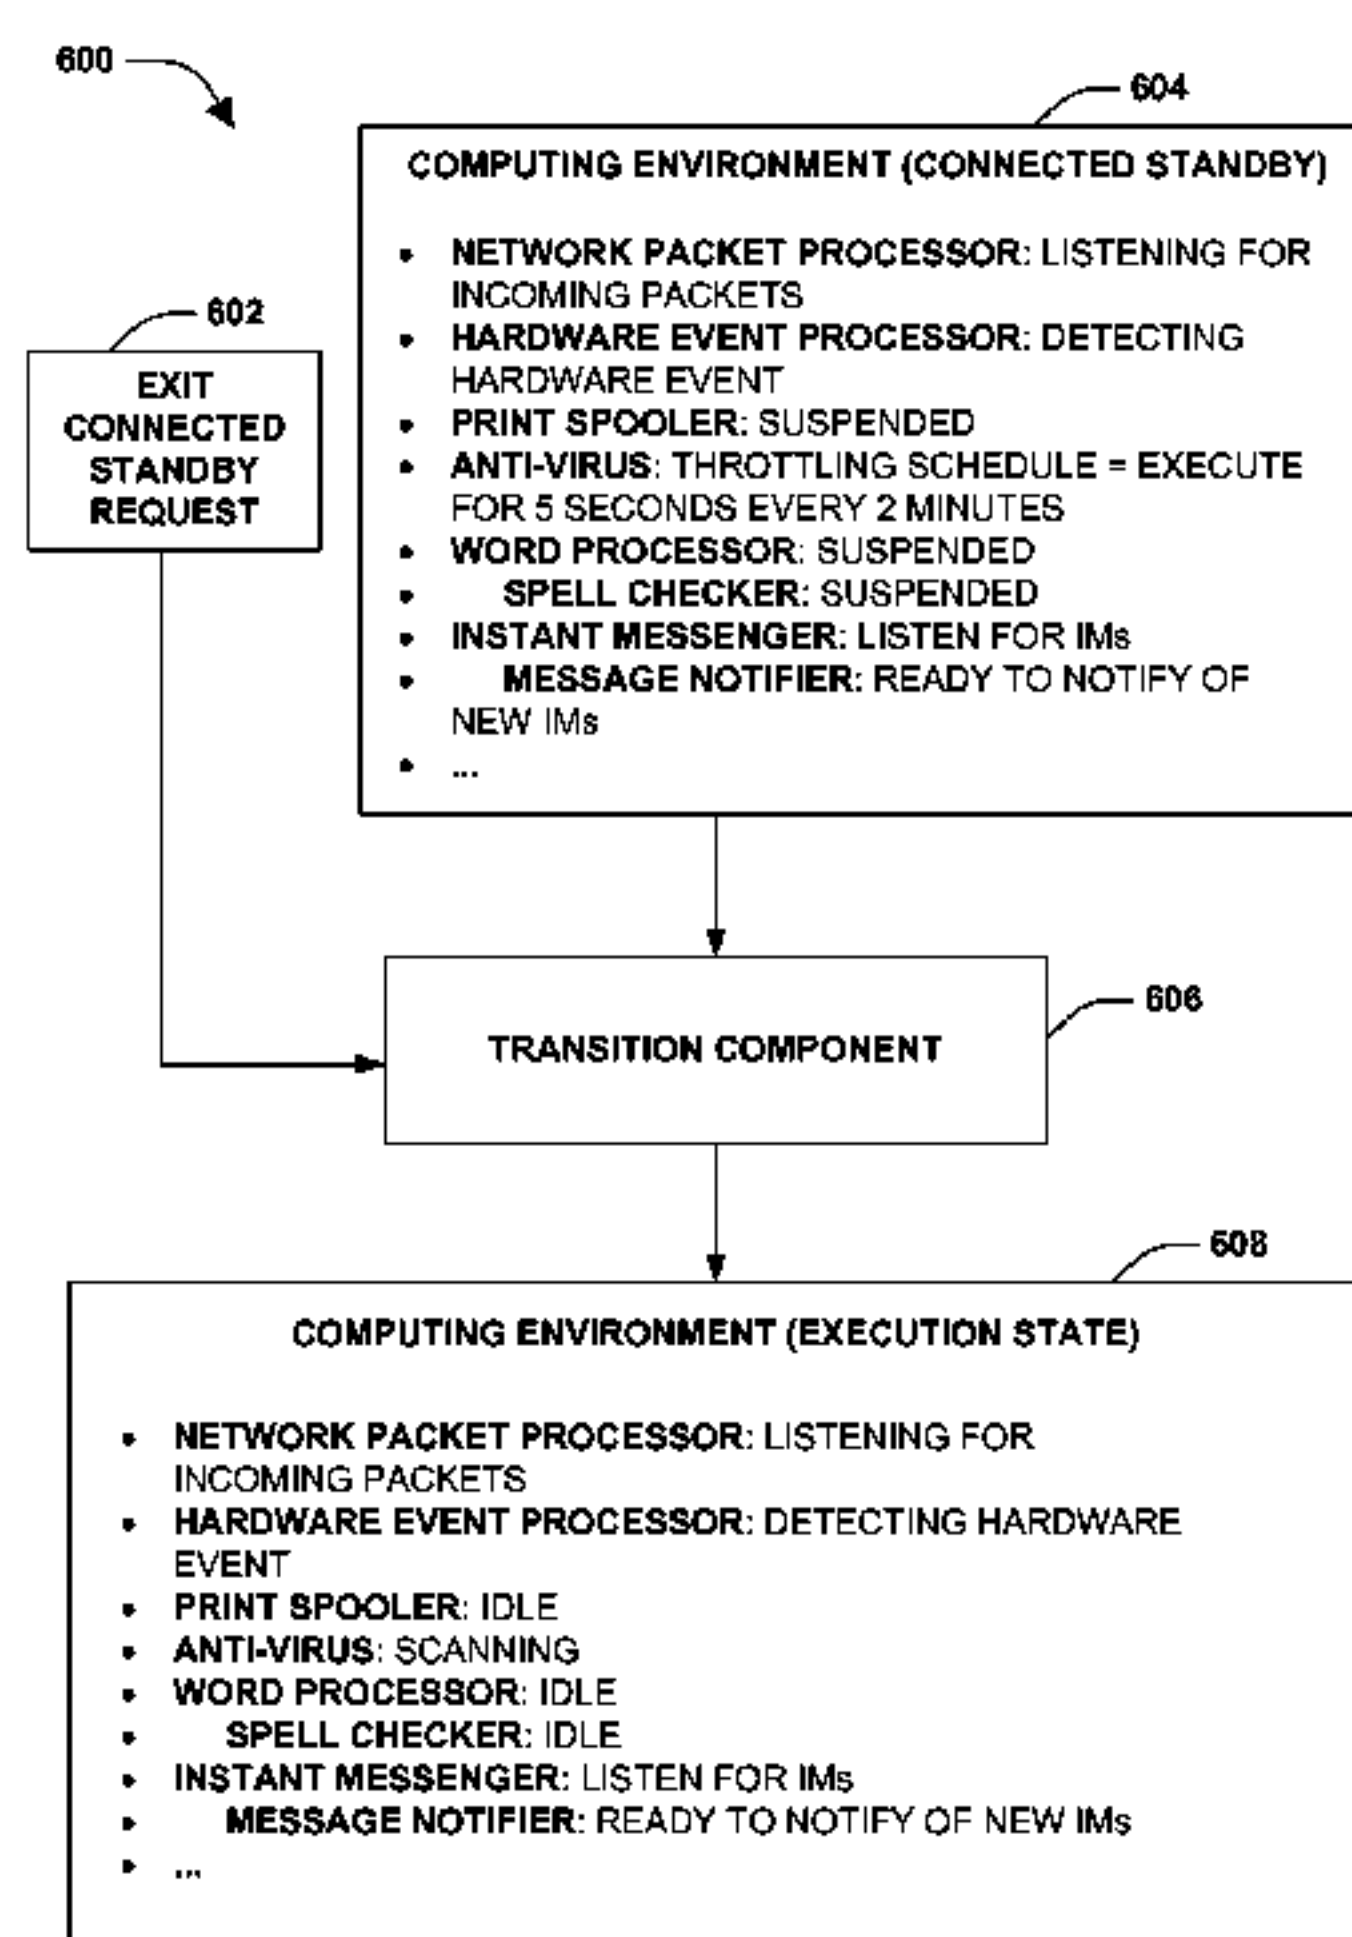 600
604
COMPUTING ENVIRONMENT (CONNECTED STANDBY)
• NETWORK PACKET PROCESSOR: LISTENING FOR
INCOMING PACKETS
• HARDWARE EVENT PROCESSOR: DETECTING
HARDWARE EVENT
• PRINT SPOOLER: SUSPENDED
• ANTI-VIRUS: THROTTLING SCHEDULE = EXECUTE
FOR 5 SECONDS EVERY 2 MINUTES
• WORD PROCESSOR: SUSPENDED
• SPELL CHECKER: SUSPENDED
• INSTANT MESSENGER: LISTEN FOR IMs
• MESSAGE NOTIFIER: READY TO NOTIFY OF
NEW IMs
• ...
602
EXIT
CONNECTED
STANDBY
REQUEST
606
TRANSITION COMPONENT
608
COMPUTING ENVIRONMENT (EXECUTION STATE)
• NETWORK PACKET PROCESSOR: LISTENING FOR
INCOMING PACKETS
• HARDWARE EVENT PROCESSOR: DETECTING HARDWARE
EVENT
• PRINT SPOOLER: IDLE
• ANTI-VIRUS: SCANNING
• WORD PROCESSOR: IDLE
• SPELL CHECKER: IDLE
• INSTANT MESSENGER: LISTEN FOR IMs
• MESSAGE NOTIFIER: READY TO NOTIFY OF NEW IMs
• ...